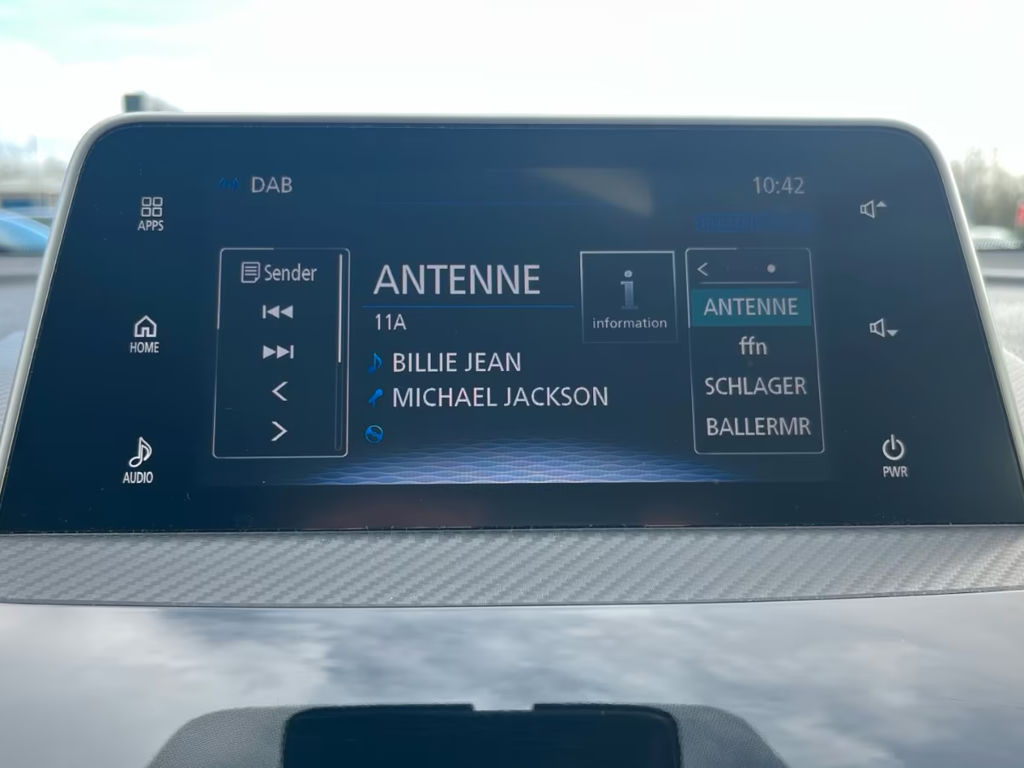 DAB
10:42
APPS
HOME
AUDIO
Sender
ANTENNE
11A
BILLIE JEAN
MICHAEL JACKSON
i
information
ANTENNE
ffn
SCHLAGER
BALLERMR
PWR